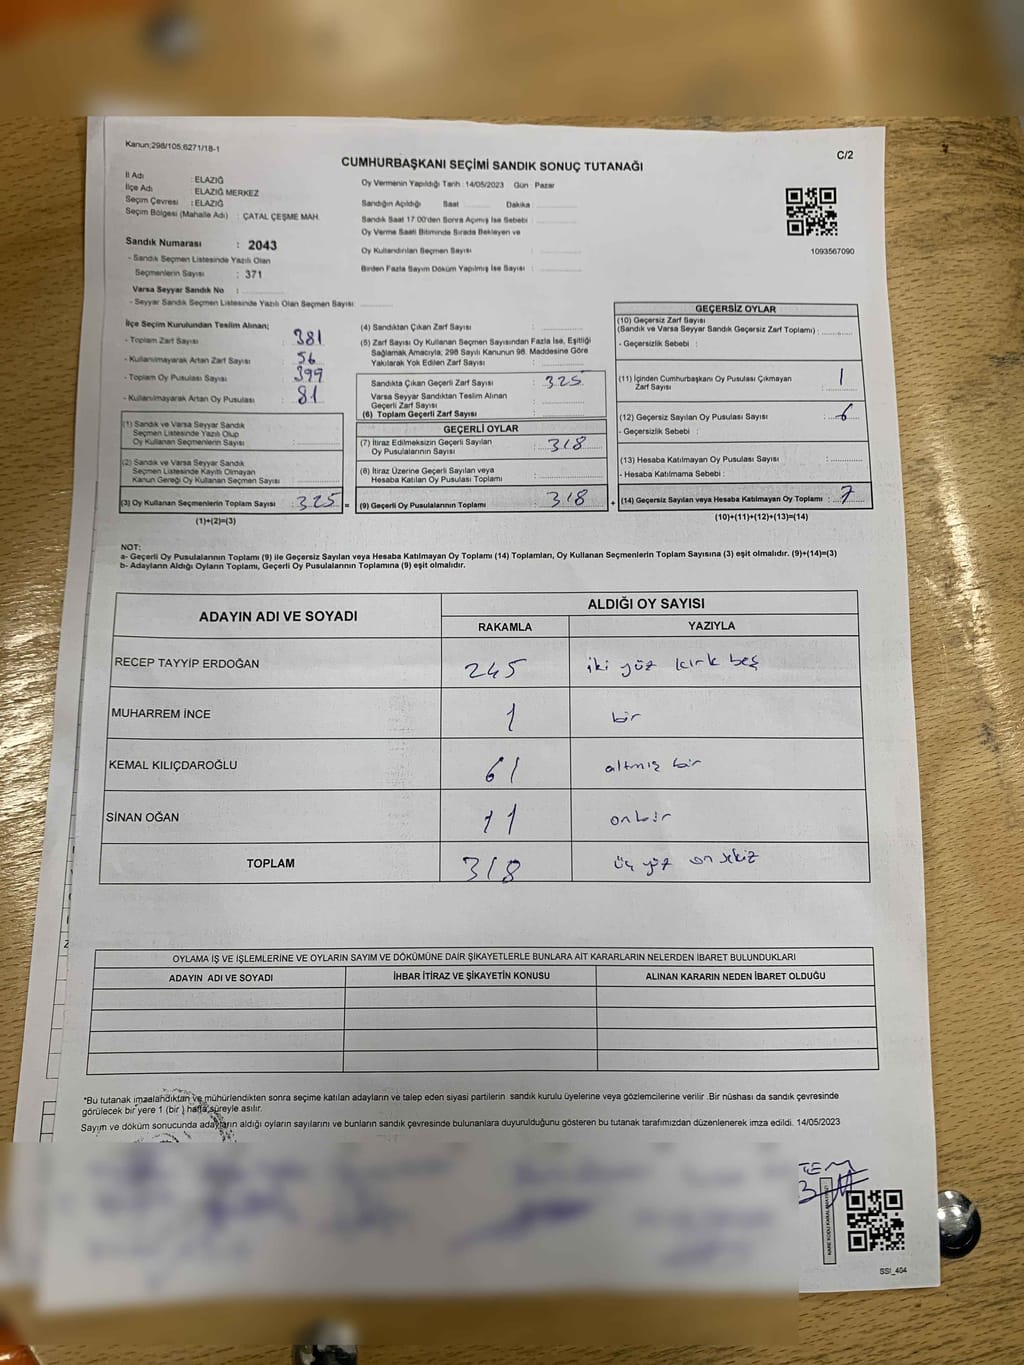 Kanun;298/105;6271/18-1
C/2
CUMHURBAŞKANI SEÇİMİ SANDIK SONUÇ TUTANAĞI
İl Adı : ELAZIĞ
İlçe Adı : ELAZIĞ MERKEZ
Seçim Çevresi : ELAZIĞ
Seçim Bölgesi (Mahalle Adı) : ÇATAL ÇEŞME MAH.
Sandık Numarası : 2043
- Sandık Seçmen Listesinde Yazılı Olan
Seçmenlerin Sayısı : 371
Varsa Seyyar Sandık No :
- Seyyar Sandık Seçmen Listesinde Yazılı Olan Seçmen Sayısı:
Oy Vermenin Yapıldığı Tarih :14/05/2023 Gün : Pazar
Sandığın Açıldığı Saat Dakika :
Sandık Saat 17:00'den Sonra Açılmış İse Sebebi :
Oy Verme Saati Bitiminde Sırada Bekleyen ve
Oy Kullandırılan Seçmen Sayısı :
Birden Fazla Sayım Döküm Yapılmış İse Sayısı :
1093567090
İlçe Seçim Kurulundan Teslim Alınan;
- Toplam Zarf Sayısı : 381
- Kullanılmayarak Artan Zarf Sayısı : 56
- Toplam Oy Pusulası Sayısı : 399
- Kullanılmayarak Artan Oy Pusulası : 81
(1) Sandık ve Varsa Seyyar Sandık
Seçmen Listesinde Yazılı Olup
Oy Kullanan Seçmenlerin Sayısı :
(2) Sandık ve Varsa Seyyar Sandık
Seçmen Listesinde Kayıtlı Olmayan
Kanun Gereği Oy Kullanan Seçmen Sayısı :
(3) Oy Kullanan Seçmenlerin Toplam Sayısı : 325 =
(1)+(2)=(3)
(4) Sandıktan Çıkan Zarf Sayısı :
(5) Zarf Sayısı Oy Kullanan Seçmen Sayısından Fazla İse, Eşitliği
Sağlamak Amacıyla; 298 Sayılı Kanunun 98. Maddesine Göre
Yakılarak Yok Edilen Zarf Sayısı :
Sandıkta Çıkan Geçerli Zarf Sayısı : 325
Varsa Seyyar Sandıktan Teslim Alınan
Geçerli Zarf Sayısı :
(6) Toplam Geçerli Zarf Sayısı :
GEÇERLİ OYLAR
(7) İtiraz Edilmeksizin Geçerli Sayılan
Oy Pusulalarının Sayısı : 318
(8) İtiraz Üzerine Geçerli Sayılan veya
Hesaba Katılan Oy Pusulası Toplamı :
(9) Geçerli Oy Pusulalarının Toplamı : 318 +
GEÇERSİZ OYLAR
(10) Geçersiz Zarf Sayısı
(Sandık ve Varsa Seyyar Sandık Geçersiz Zarf Toplamı) :
- Geçersizlik Sebebi :
(11) İçinden Cumhurbaşkanı Oy Pusulası Çıkmayan
Zarf Sayısı : 1
(12) Geçersiz Sayılan Oy Pusulası Sayısı : 6
- Geçersizlik Sebebi :
(13) Hesaba Katılmayan Oy Pusulası Sayısı :
- Hesaba Katılmama Sebebi :
(14) Geçersiz Sayılan veya Hesaba Katılmayan Oy Toplamı : 7
(10)+(11)+(12)+(13)=(14)
NOT:
a- Geçerli Oy Pusulalarının Toplamı (9) ile Geçersiz Sayılan veya Hesaba Katılmayan Oy Toplamı (14) Toplamları, Oy Kullanan Seçmenlerin Toplam Sayısına (3) eşit olmalıdır. (9)+(14)=(3)
b- Adayların Aldığı Oyların Toplamı, Geçerli Oy Pusulalarının Toplamına (9) eşit olmalıdır.
ADAYIN ADI VE SOYADI
ALDIĞI OY SAYISI
RAKAMLA YAZIYLA
RECEP TAYYİP ERDOĞAN 245 iki yüz kırk beş
MUHARREM İNCE 1 bir
KEMAL KILIÇDAROĞLU 61 altmış bir
SİNAN OĞAN 11 onbir
TOPLAM 318 üç yüz on sekiz
OYLAMA İŞ VE İŞLEMLERİNE VE OYLARIN SAYIM VE DÖKÜMÜNE DAİR ŞİKAYETLERLE BUNLARA AİT KARARLARIN NELERDEN İBARET BULUNDUKLARI
ADAYIN ADI VE SOYADI İHBAR İTİRAZ VE ŞİKAYETİN KONUSU ALINAN KARARIN NEDEN İBARET OLDUĞU
*Bu tutanak imzalandıktan ve mühürlendikten sonra seçime katılan adayların ve talep eden siyasi partilerin sandık kurulu üyelerine veya gözlemcilerine verilir .Bir nüshası da sandık çevresinde
görülecek bir yere 1 (bir ) hafta süreyle asılır.
Sayım ve döküm sonucunda adayların aldığı oyların sayılarını ve bunların sandık çevresinde bulunanlara duyurulduğunu gösteren bu tutanak tarafımızdan düzenlenerek imza edildi. 14/05/2023
SSI_404